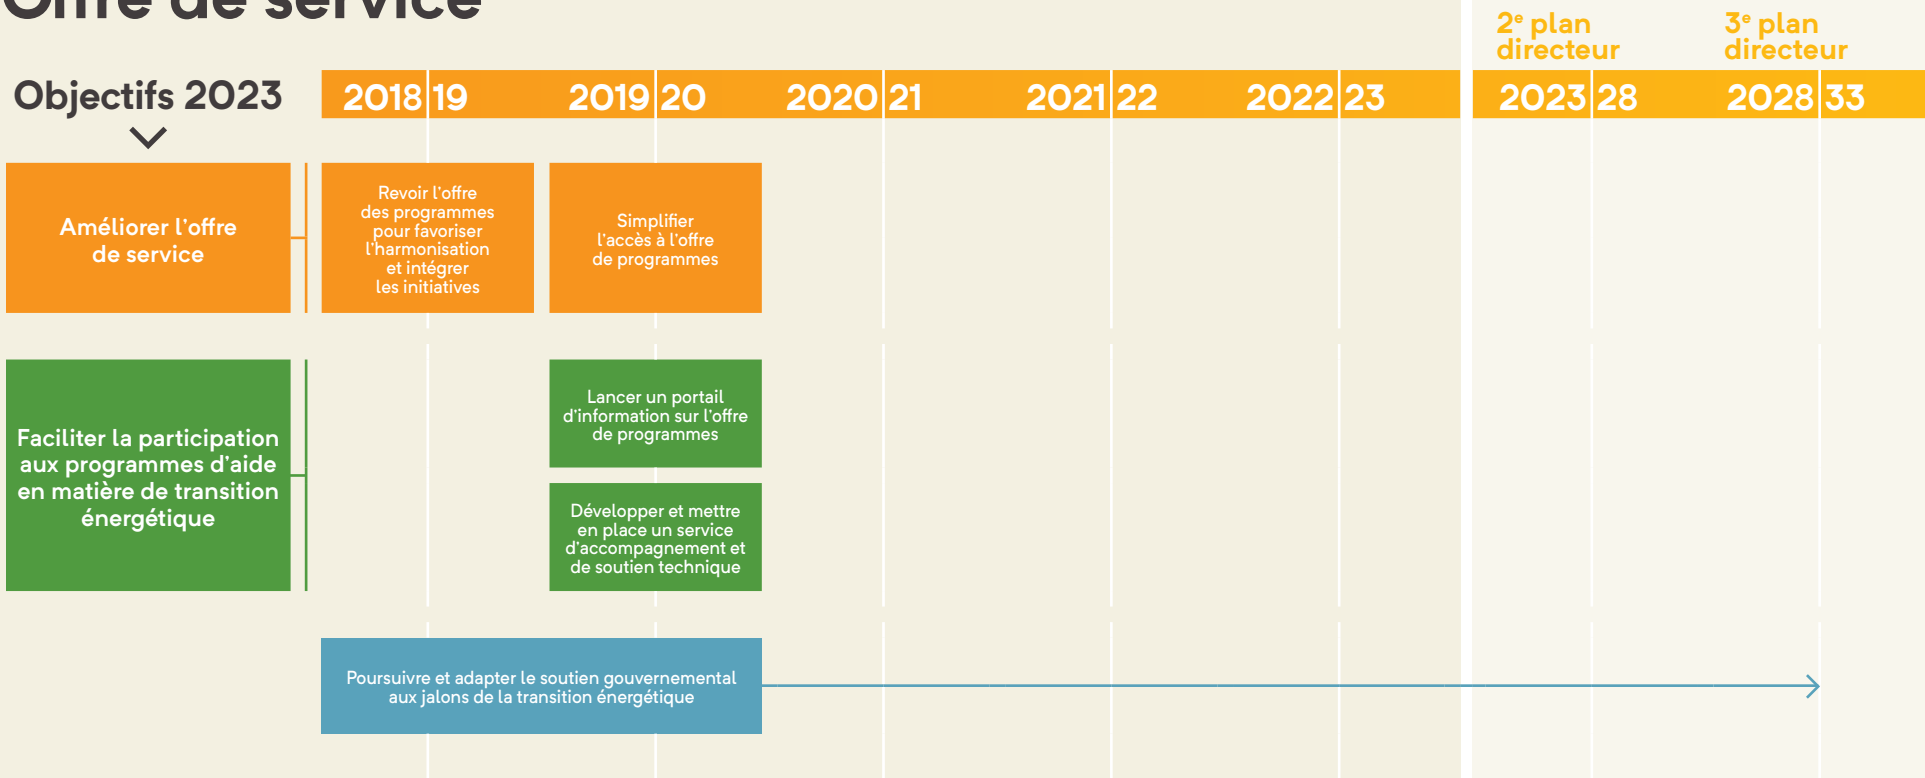 Offre de service
2e plan
directeur
3e plan
directeur
Objectifs 2023
2018 19
2019 20
2020 21
2021 22
2022 23
2023 28
2028 33
Améliorer l'offre
de service
Revoir l'offre
des programmes
pour favoriser
l'harmonisation
et intégrer
les initiatives
Simplifier
l'accès à l'offre
de programmes
Faciliter la participation
aux programmes d'aide
en matière de transition
énergétique
Lancer un portail
d'information sur l'offre
de programmes
Développer et mettre
en place un service
d'accompagnement et
de soutien technique
Poursuivre et adapter le soutien gouvernemental
aux jalons de la transition énergétique